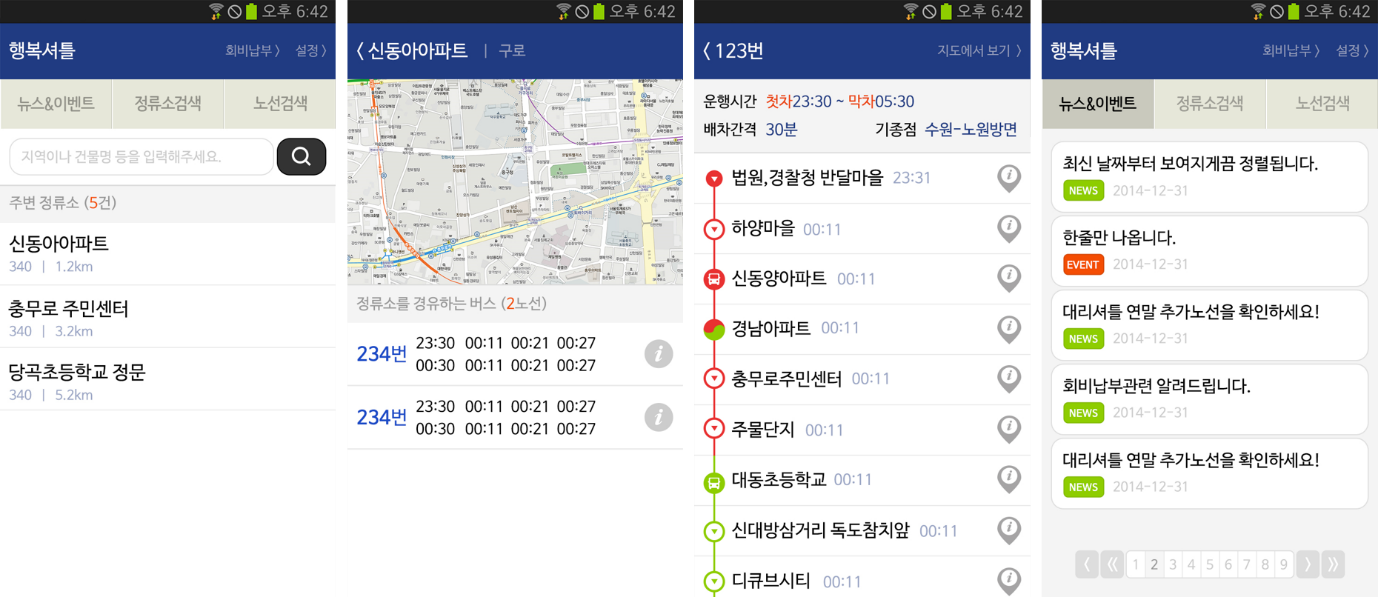 오후 6:42
행복셔틀
회비납부 〉 설정 〉
뉴스&이벤트 정류소검색 노선검색
지역이나 건물명 등을 입력해주세요.
주변 정류소 (5건)
신동아아파트
340 | 1.2km
충무로 주민센터
340 | 3.2km
당곡초등학교 정문
340 | 5.2km
오후 6:42
〈 신동아아파트 | 구로
정류소를 경유하는 버스 (2노선)
234번
23:30 00:11 00:21 00:27
00:30 00:11 00:21 00:27
i
234번
23:30 00:11 00:21 00:27
00:30 00:11 00:21 00:27
i
오후 6:42
〈 123번 지도에서 보기 〉
운행시간 첫차23:30 ~ 막차05:30
배차간격 30분 기종점 수원-노원방면
법원,경찰청 반달마을 23:31 i
하양마을 00:11 i
신동양아파트 00:11 i
경남아파트 00:11 i
충무로주민센터 00:11 i
주물단지 00:11 i
대동초등학교 00:11 i
신대방삼거리 독도참치앞 00:11 i
디큐브시티 00:11 i
오후 6:42
행복셔틀
회비납부 〉 설정 〉
뉴스&이벤트 정류소검색 노선검색
최신 날짜부터 보여지게끔 정렬됩니다.
NEWS 2014-12-31
한줄만 나옵니다.
EVENT 2014-12-31
대리셔틀 연말 추가노선을 확인하세요!
NEWS 2014-12-31
회비납부관련 알려드립니다.
NEWS 2014-12-31
대리셔틀 연말 추가노선을 확인하세요!
NEWS 2014-12-31
〈 《 1 2 3 4 5 6 7 8 9 〉 》